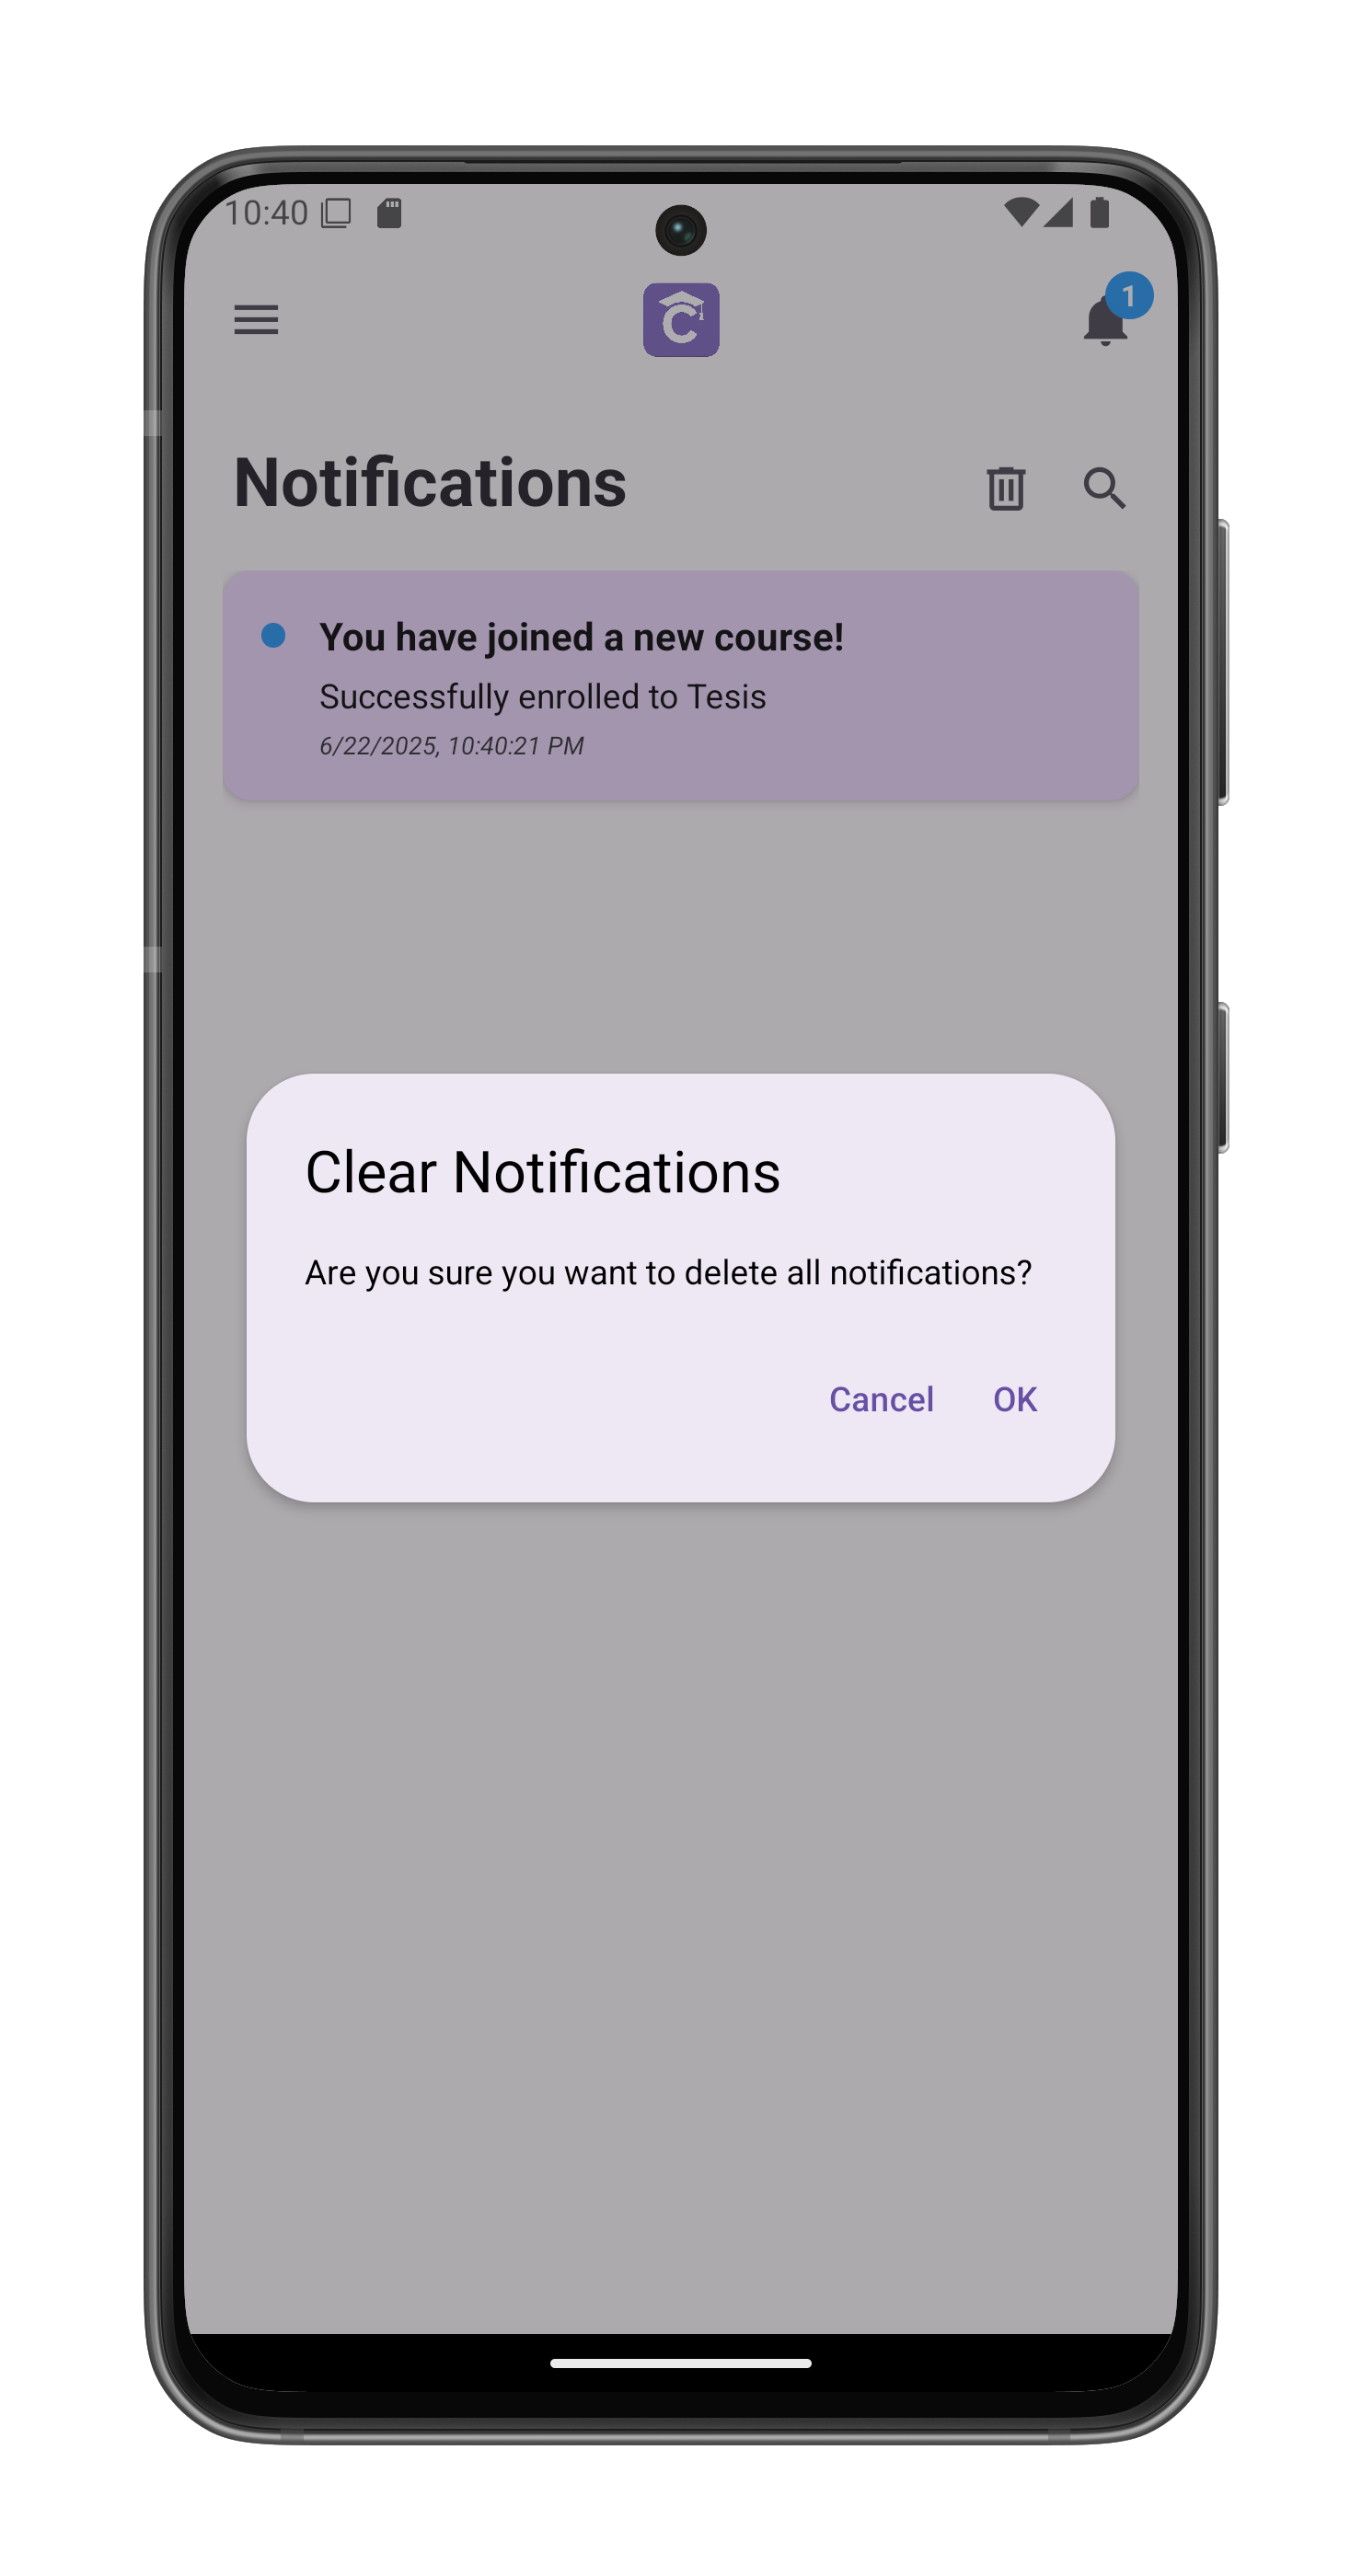 10:40
C
1
Notifications
You have joined a new course!
Successfully enrolled to Tesis
6/22/2025, 10:40:21 PM
Clear Notifications
Are you sure you want to delete all notifications?
Cancel OK